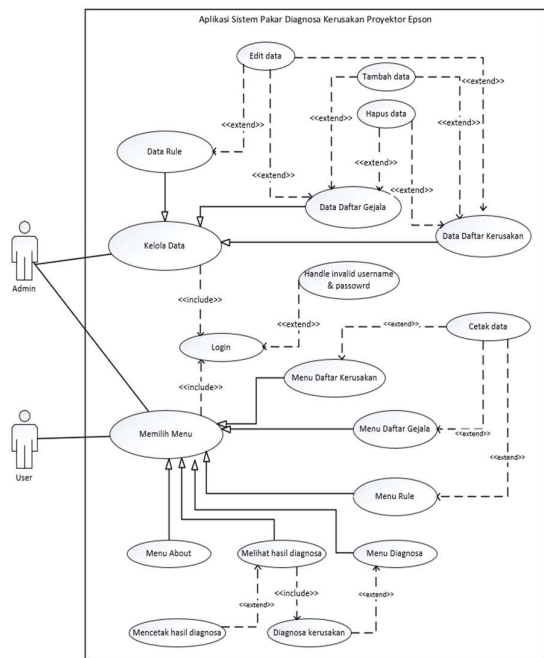 Aplikasi Sistem Pakar Diagnosa Kerusakan Proyektor Epson
Edit data
Tambah data
<<extend>>
Hapus data
<<extend>>
<<extend>>
<<extend>>
Data Rule
<<extend>>
<<extend>>
<<extend>>
Data Daftar Gejala
Kelola Data
Data Daftar Kerusakan
Admin
Handle invalid username
& passowrd
<<include>>
<<extend>>
Login
<<extend>>
Cetak data
<<include>>
Menu Daftar Kerusakan
Memilih Menu
Menu Daftar Gejala
<<extend>>
User
<<extend>>
Menu Rule
Menu About
Melihat hasil diagnosa
Menu Diagnosa
<<extend>>
<<include>>
<<extend>>
Mencetak hasil diagnosa
Diagnosa kerusakan